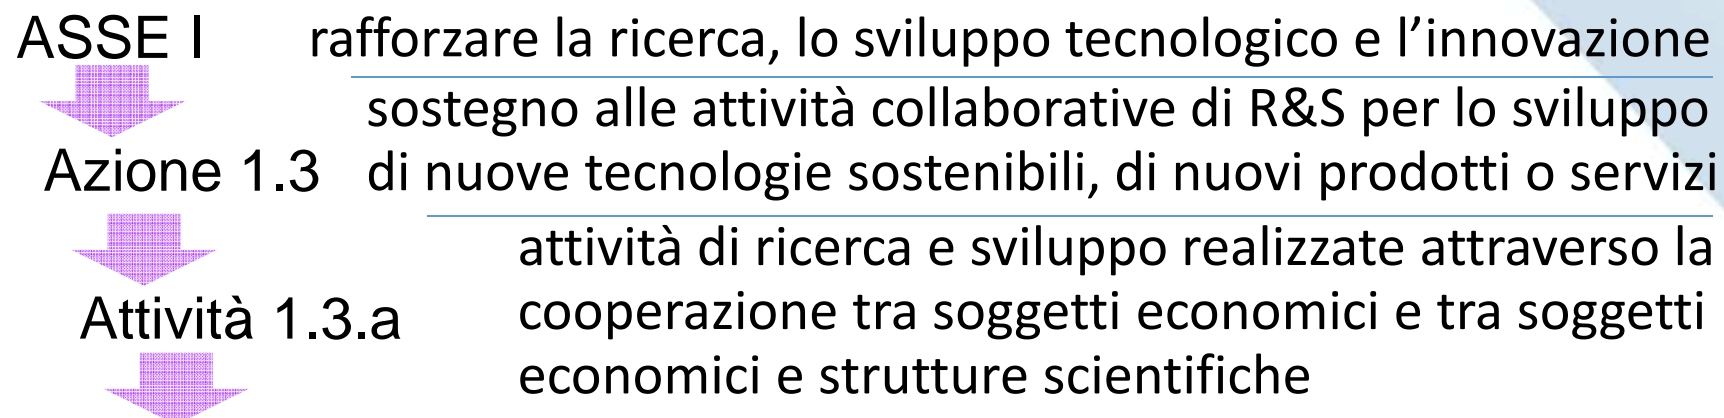 ASSE I rafforzare la ricerca, lo sviluppo tecnologico e l’innovazione
sostegno alle attività collaborative di R&S per lo sviluppo
Azione 1.3 di nuove tecnologie sostenibili, di nuovi prodotti o servizi
attività di ricerca e sviluppo realizzate attraverso la
Attività 1.3.a cooperazione tra soggetti economici e tra soggetti
economici e strutture scientifiche